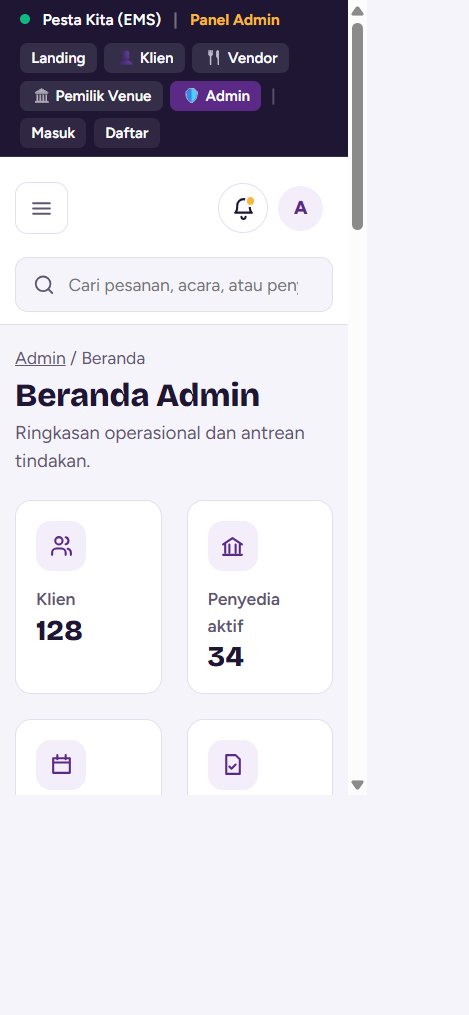 Pesta Kita (EMS) | Panel Admin
Landing Klien Vendor
Pemilik Venue Admin |
Masuk Daftar
A
Cari pesanan, acara, atau peny
Admin / Beranda
Beranda Admin
Ringkasan operasional dan antrean
tindakan.
Klien
128
Penyedia
aktif
34